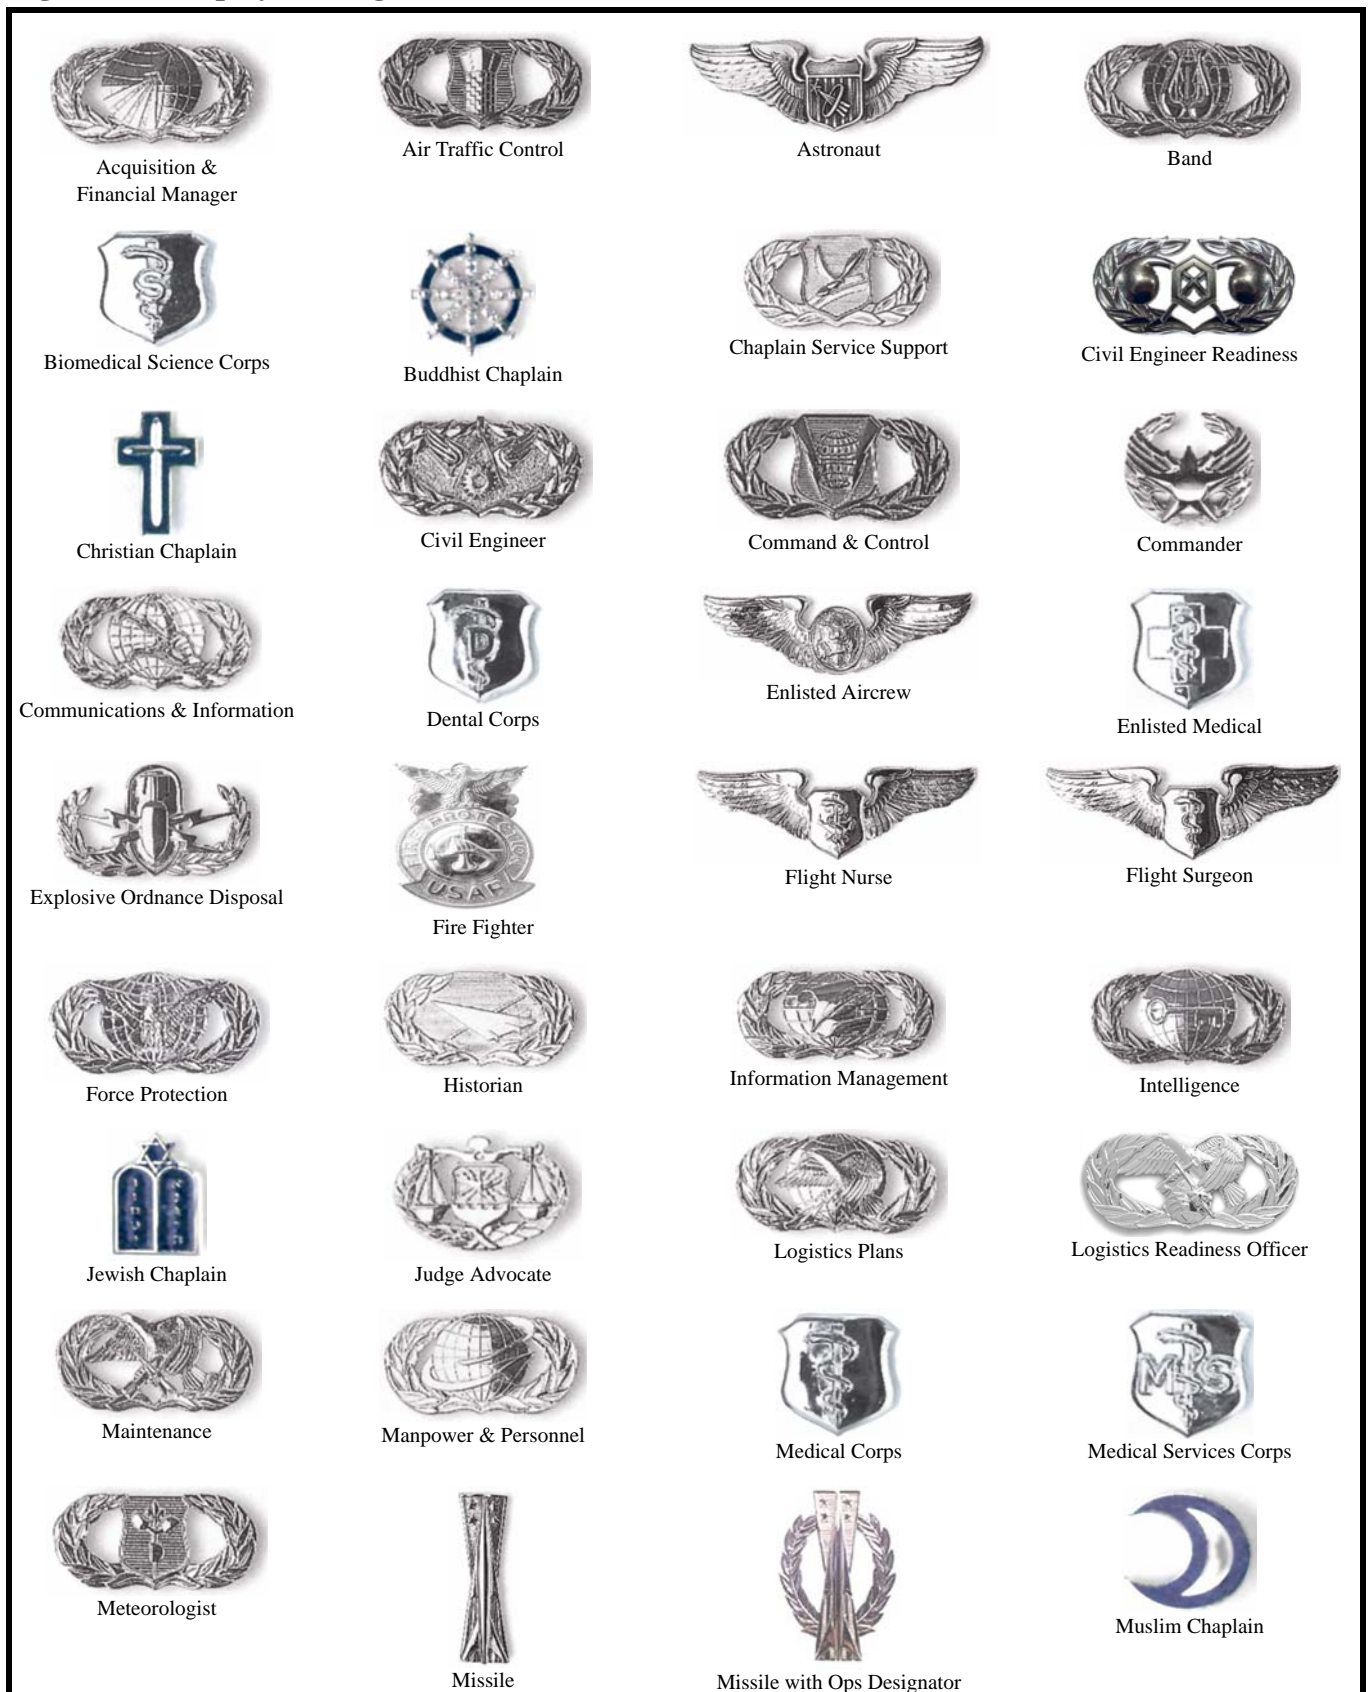 Acquisition &
Financial Manager
Air Traffic Control
Astronaut
Band
Biomedical Science Corps
Buddhist Chaplain
Chaplain Service Support
Civil Engineer Readiness
Christian Chaplain
Civil Engineer
Command & Control
Commander
Communications & Information
D
Dental Corps
Enlisted Aircrew
Enlisted Medical
Explosive Ordnance Disposal
FIRE PROTECTION
USAF
Fire Fighter
Flight Nurse
Flight Surgeon
Force Protection
Historian
Information Management
Intelligence
Jewish Chaplain
Judge Advocate
Logistics Plans
Logistics Readiness Officer
Maintenance
Manpower & Personnel
Medical Corps
M S
Medical Services Corps
Meteorologist
Missile
Missile with Ops Designator
Muslim Chaplain